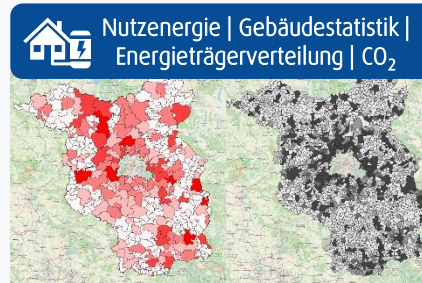 Nutzenergie | Gebäudestatistik |
Energieträgerverteilung | CO₂